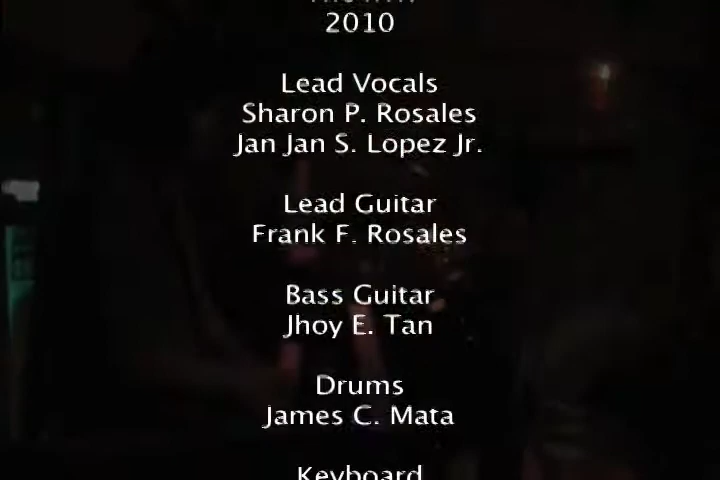 2010
Lead Vocals
Sharon P. Rosales
Jan Jan S. Lopez Jr.
Lead Guitar
Frank F. Rosales
Bass Guitar
Jhoy E. Tan
Drums
James C. Mata
Keyboard